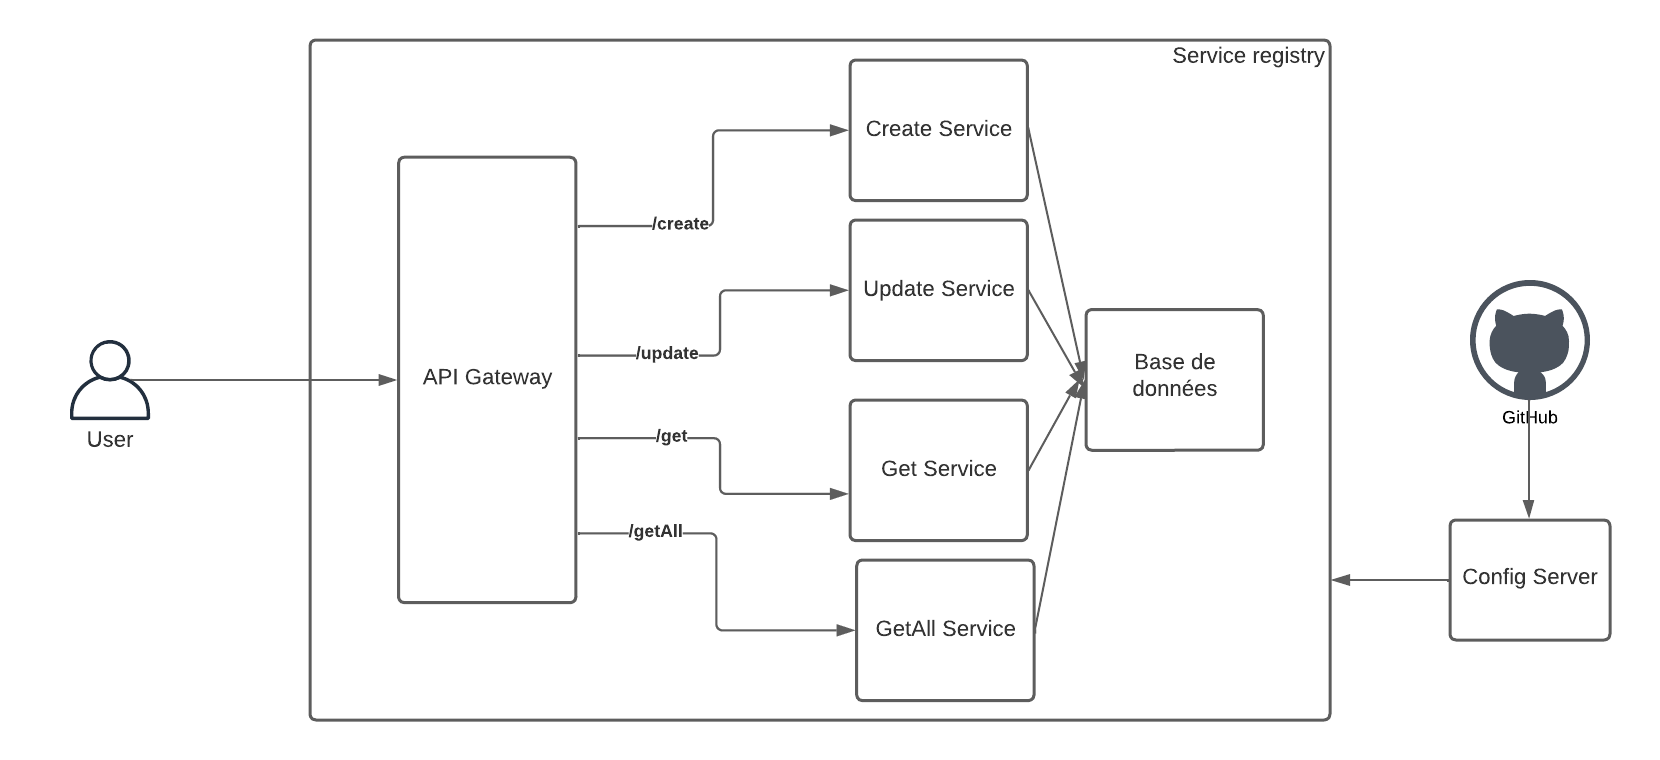 Service registry
Create Service
/create
Update Service
/update
API Gateway
User
Base de
données
/get
Get Service
/getAll
GetAll Service
GitHub
Config Server